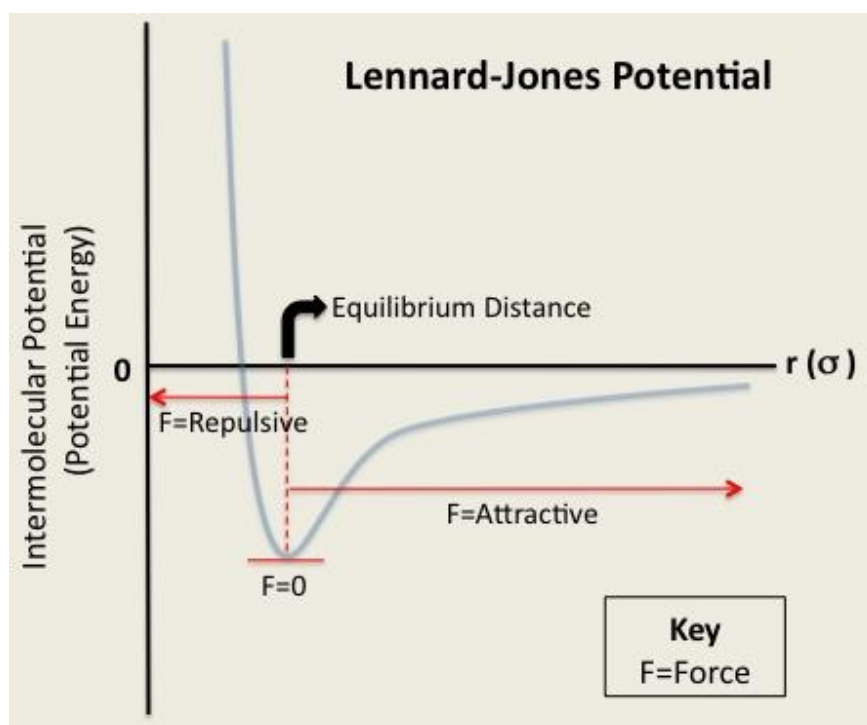 Lennard-Jones Potential
Intermolecular Potential
(Potential Energy)
Equilibrium Distance
0
r (σ )
F=Repulsive
F=Attractive
F=0
Key
F=Force